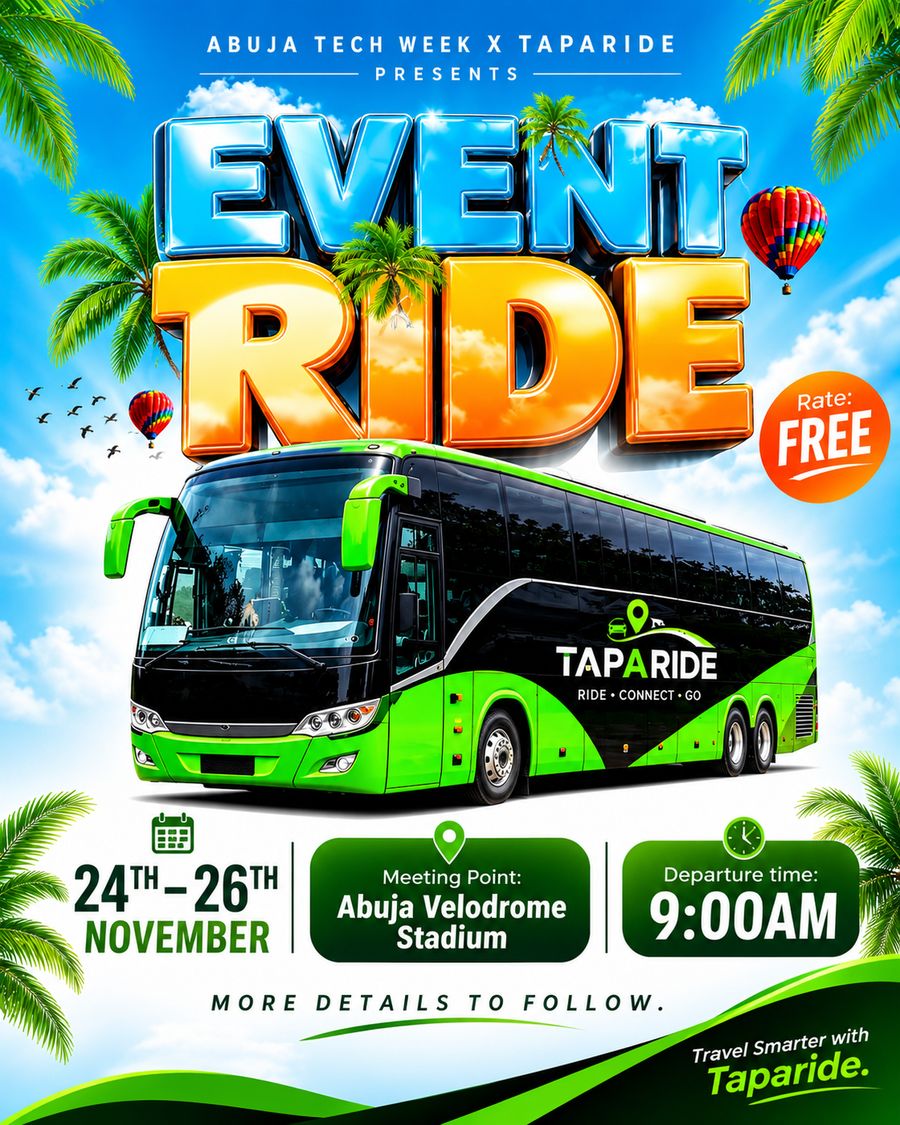 ABUJA TECH WEEK X TAPARIDE
PRESENTS
EVENT
RIDE
Rate:
FREE
TAPARIDE
RIDE • CONNECT • GO
24TH – 26TH
NOVEMBER
Meeting Point:
Abuja Velodrome
Stadium
Departure time:
9:00AM
MORE DETAILS TO FOLLOW.
Travel Smarter with
Taparide.